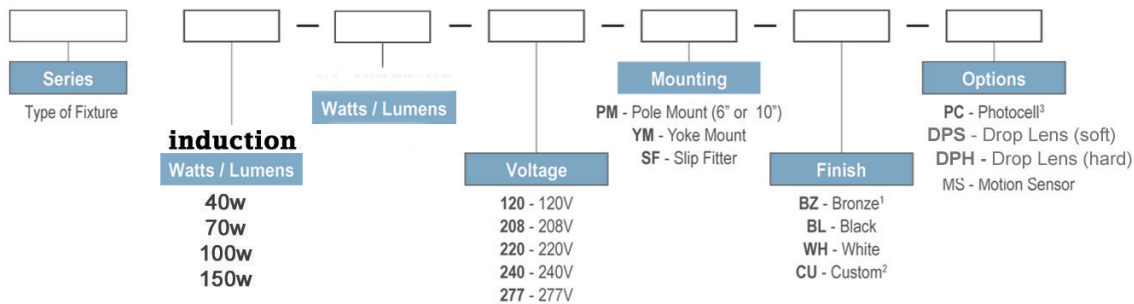 Series
Type of Fixture
induction
Watts / Lumens
40w
70w
100w
150w
Watts / Lumens
Voltage
120 - 120V
208 - 208V
220 - 220V
240 - 240V
277 - 277V
Mounting
PM - Pole Mount (6” or 10”)
YM - Yoke Mount
SF - Slip Fitter
Finish
BZ - Bronze¹
BL - Black
WH - White
CU - Custom²
Options
PC - Photocell³
DPS - Drop Lens (soft)
DPH - Drop Lens (hard)
MS - Motion Sensor